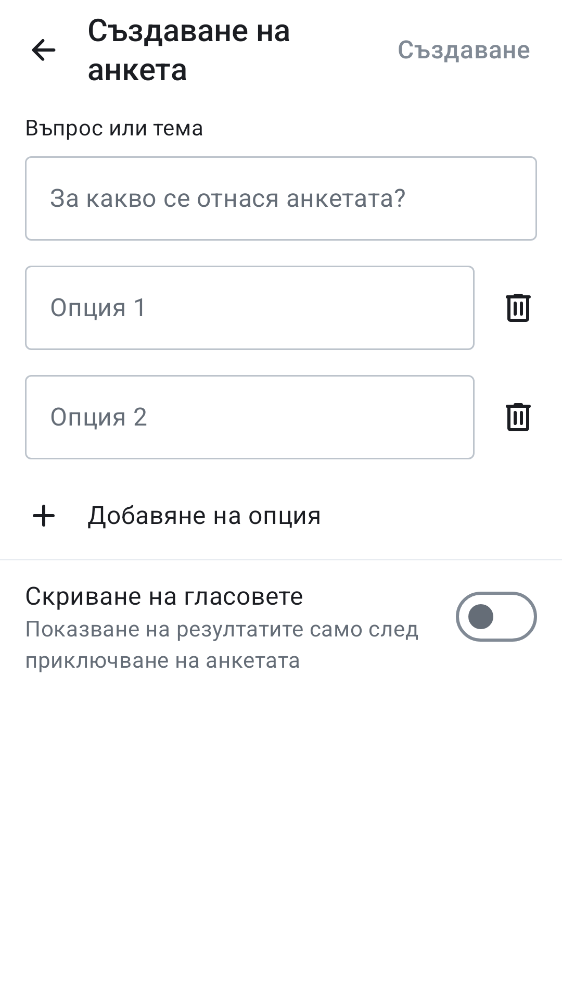 Създаване на
анкета
Създаване
Въпрос или тема
За какво се отнася анкетата?
Опция 1
Опция 2
Добавяне на опция
Скриване на гласовете
Показване на резултатите само след
приключване на анкетата